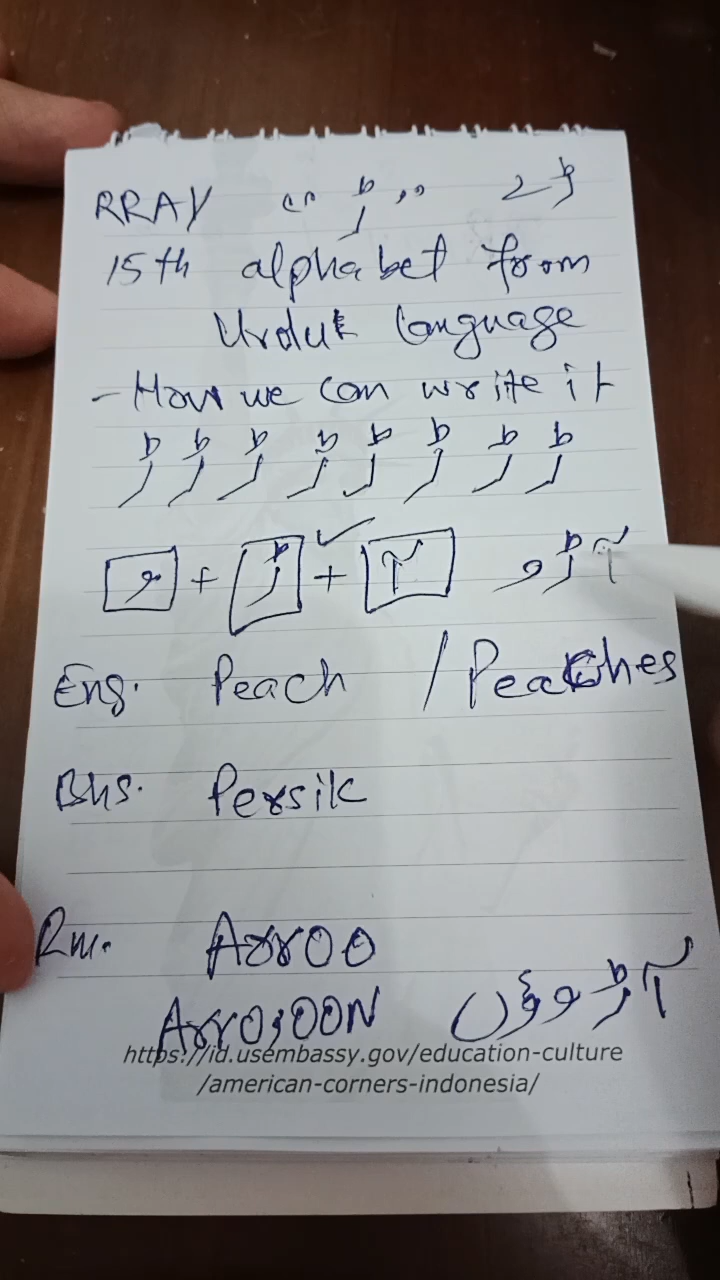 RRAY " ڑ " ڑے
15th alphabet from
Urduk language
- How we can write it
ڑ ڑ ڑ ڑ ڑ ڑ ڑ ڑ
و + ڑ + آ آڑو
Eng. Peach / Peaches
Bhs. Persik
Rm. Arroo
Arro,ooN آڑوؤں
https://id.usembassy.gov/education-culture
/american-corners-indonesia/